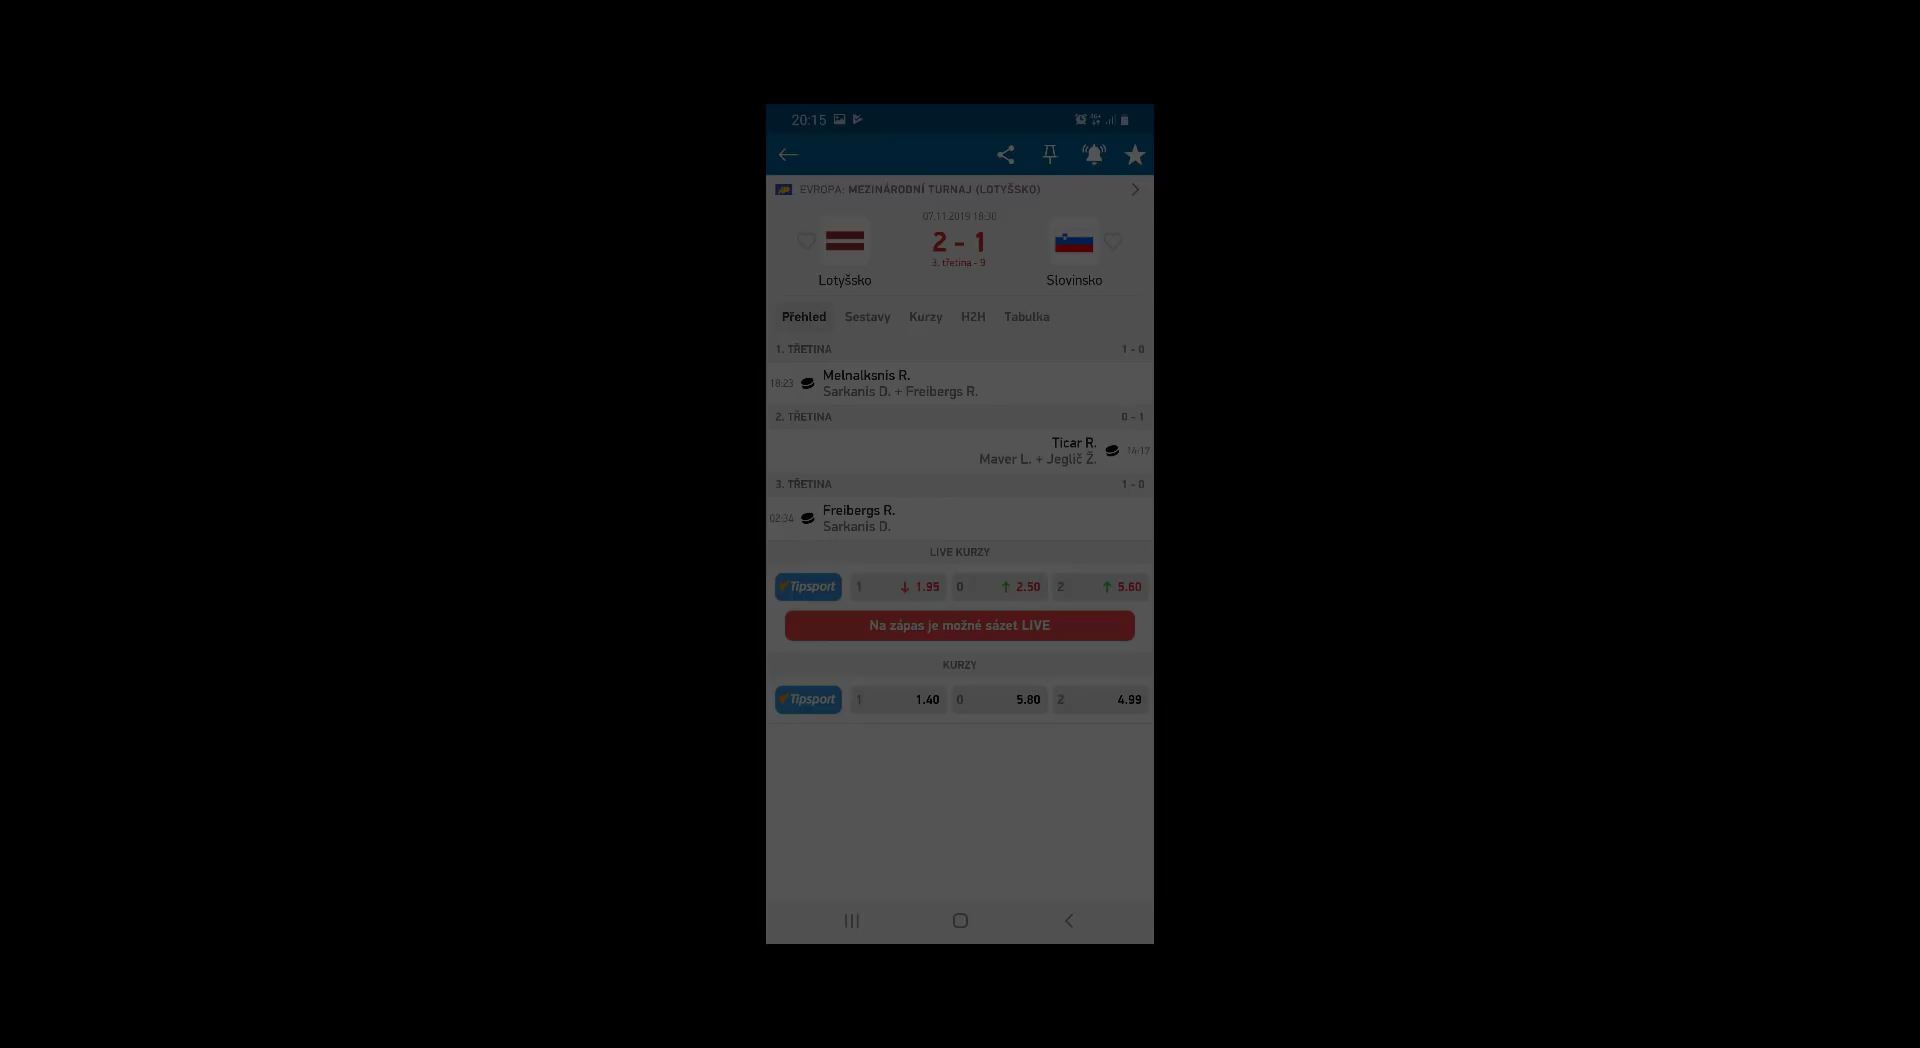 20:15
EVROPA: MEZINÁRODNÍ TURNAJ (LOTYŠSKO)
07.11.2019 18:30
2 - 1
3. třetina - 9
Lotyšsko
Slovinsko
Přehled Sestavy Kurzy H2H Tabulka
1. TŘETINA 1 - 0
18:23 Melnalksnis R.
Sarkanis D. + Freibergs R.
2. TŘETINA 0 - 1
Ticar R.
Maver L. + Jeglič Ž.
3. TŘETINA 1 - 0
02:34 Freibergs R.
Sarkanis D.
LIVE KURZY
Tipsport 1 1.95 0 2.50 2 5.60
Na zápas je možné sázet LIVE
KURZY
Tipsport 1 1.40 0 5.80 2 4.99